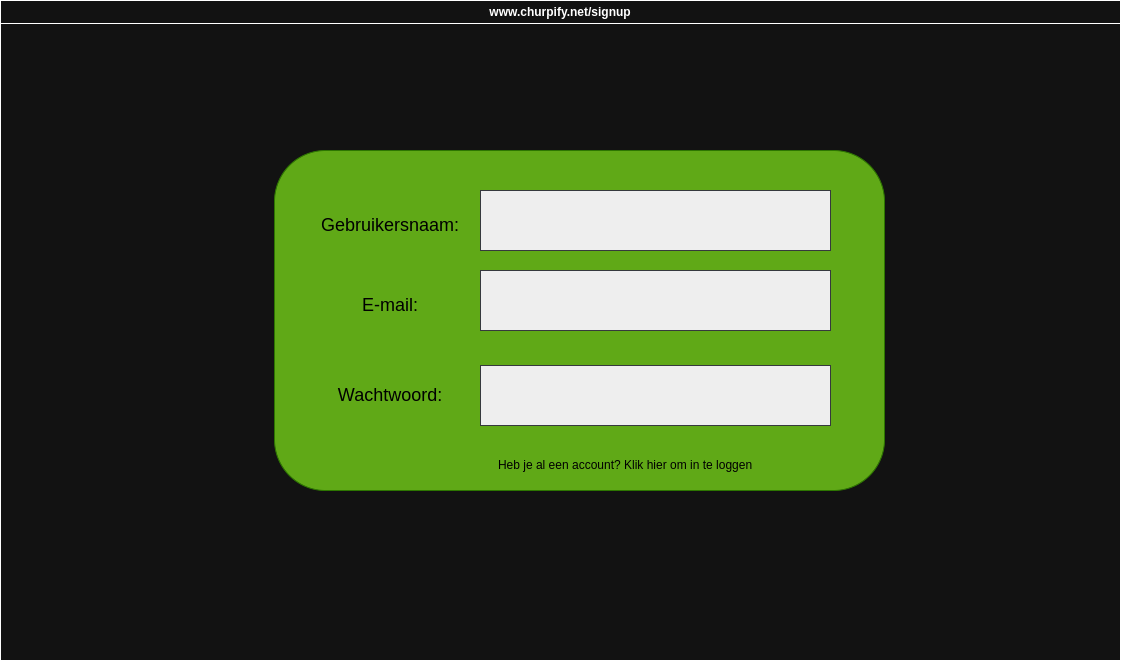 www.churpify.net/signup
Gebruikersnaam:
E-mail:
Wachtwoord:
Heb je al een account? Klik hier om in te loggen